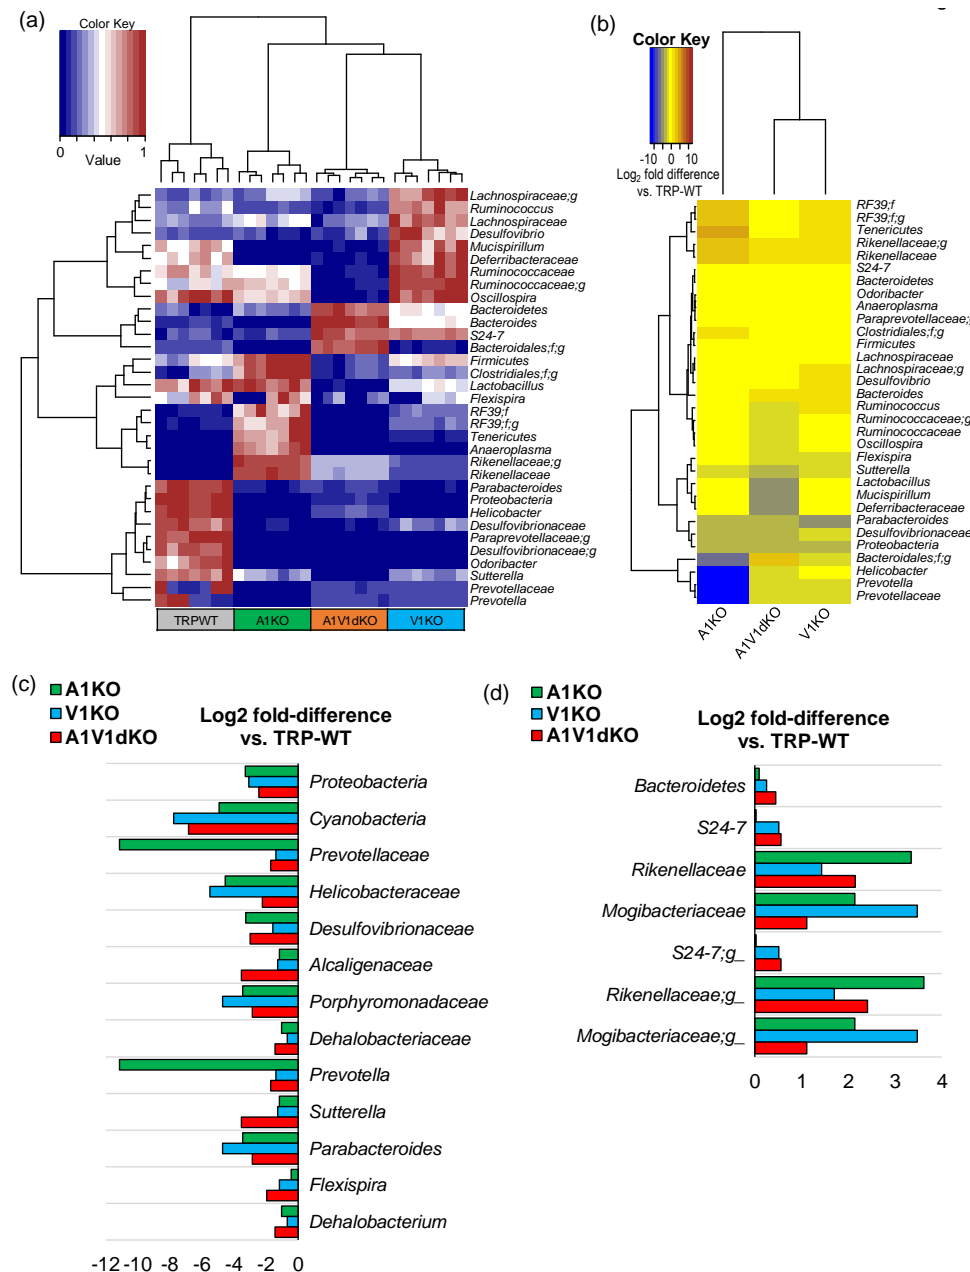 (a)
Color Key
0
1
Value
Lachnospiraceae;g
Ruminococcus
Lachnospiraceae
Desulfovibrio
Mucispirillum
Deferribacteraceae
Ruminococcaceae
Ruminococcaceae;g
Oscillospira
Bacteroidetes
Bacteroides
S24-7
Bacteroidales;f;g
Firmicutes
Clostridiales;f;g
Lactobacillus
Flexispira
RF39;f
RF39;f;g
Tenericutes
Anaeroplasma
Rikenellaceae;g
Rikenellaceae
Parabacteroides
Proteobacteria
Helicobacter
Desulfovibrionaceae
Paraprevotellaceae;g
Desulfovibrionaceae;g
Odoribacter
Sutterella
Prevotellaceae
Prevotella
TRPWT
A1KO
A1V1dKO
V1KO
(b)
Color Key
-10 0 10
Log2 fold difference
vs. TRP-WT
RF39;f
RF39;f;g
Tenericutes
Rikenellaceae;g
Rikenellaceae
S24-7
Bacteroidetes
Odoribacter
Anaeroplasma
Paraprevotellaceae;g
Clostridiales;f;g
Firmicutes
Lachnospiraceae
Lachnospiraceae;g
Desulfovibrio
Bacteroides
Ruminococcus
Ruminococcaceae;g
Ruminococcaceae
Oscillospira
Flexispira
Sutterella
Lactobacillus
Mucispirillum
Deferribacteraceae
Parabacteroides
Desulfovibrionaceae
Proteobacteria
Bacteroidales;f;g
Helicobacter
Prevotella
Prevotellaceae
A1KO
A1V1dKO
V1KO
(c)
A1KO
V1KO
A1V1dKO
Log2 fold-difference
vs. TRP-WT
Proteobacteria
Cyanobacteria
Prevotellaceae
Helicobacteraceae
Desulfovibrionaceae
Alcaligenaceae
Porphyromonadaceae
Dehalobacteriaceae
Prevotella
Sutterella
Parabacteroides
Flexispira
Dehalobacterium
-12 -10 -8 -6 -4 -2 0
(d)
A1KO
V1KO
A1V1dKO
Log2 fold-difference
vs. TRP-WT
Bacteroidetes
S24-7
Rikenellaceae
Mogibacteriaceae
S24-7;g_
Rikenellaceae;g_
Mogibacteriaceae;g_
0 1 2 3 4